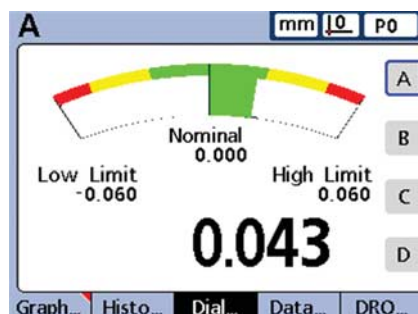 A
mm
0
P0
A
B
C
D
Nominal
0.000
Low Limit
-0.060
High Limit
0.060
0.043
Graph...
Histo...
Dial...
Data...
DRO...